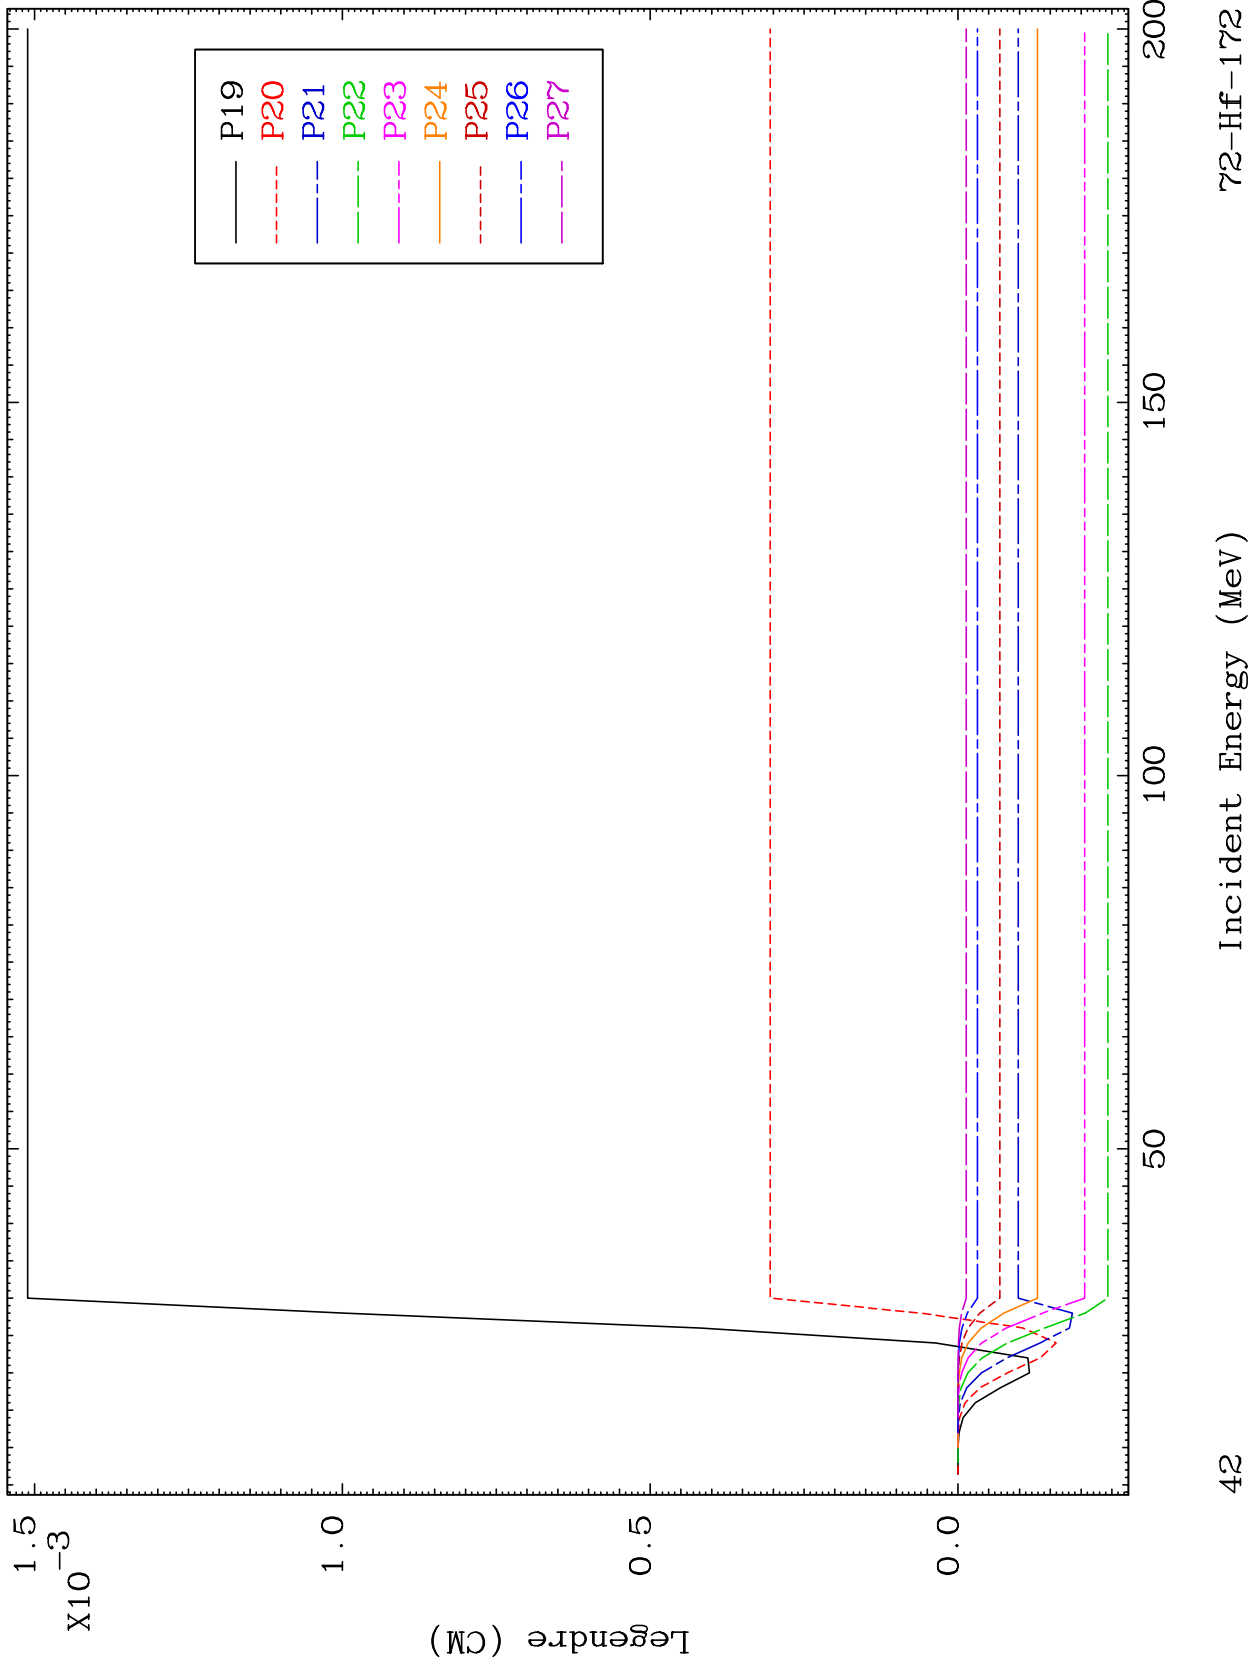 P19
P20
P21
P22
P23
P24
P25
P26
P27
1.5
X10⁻³
1.0
0.5
0.0
Legendre (CM)
50
100
150
200
Incident Energy (MeV)
42
72-Hf-172